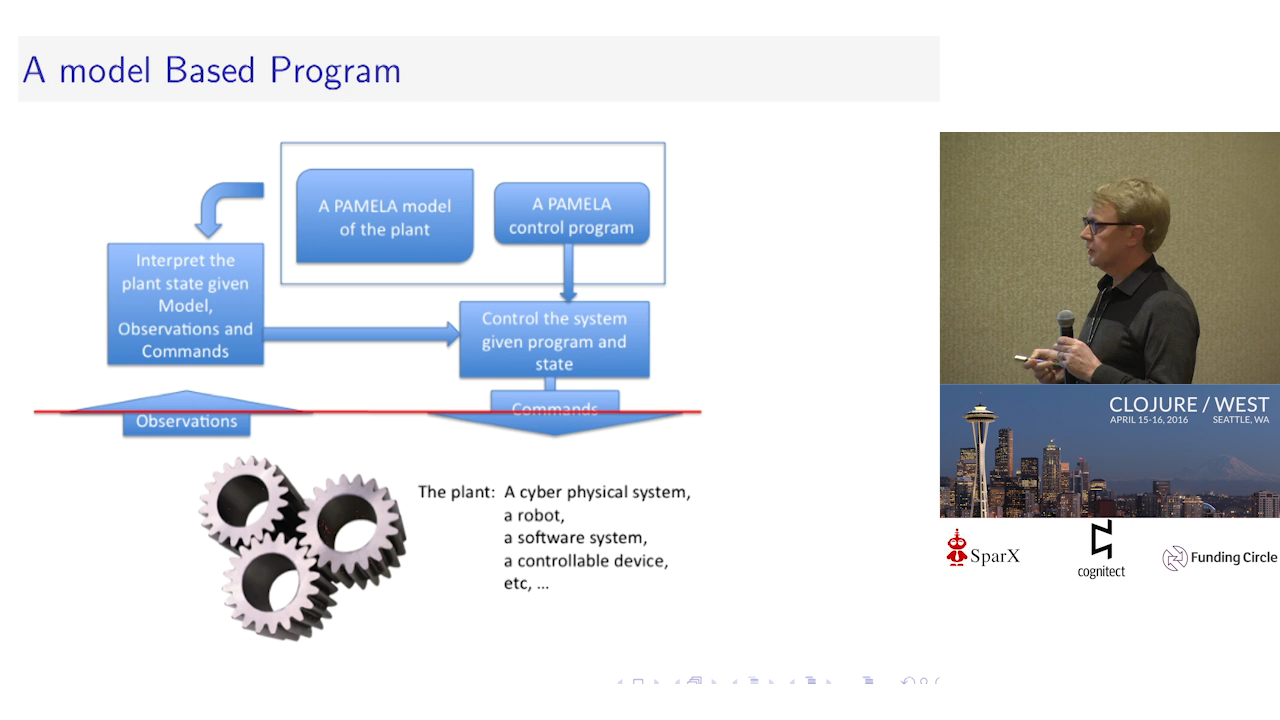 A model Based Program
A PAMELA model
of the plant
A PAMELA
control program
Interpret the
plant state given
Model,
Observations and
Commands
Control the system
given program and
state
Observations
Commands
The plant: A cyber physical system,
a robot,
a software system,
a controllable device,
etc, ...
CLOJURE / WEST
APRIL 15-16, 2016 SEATTLE, WA
SparX
cognitect
Funding Circle